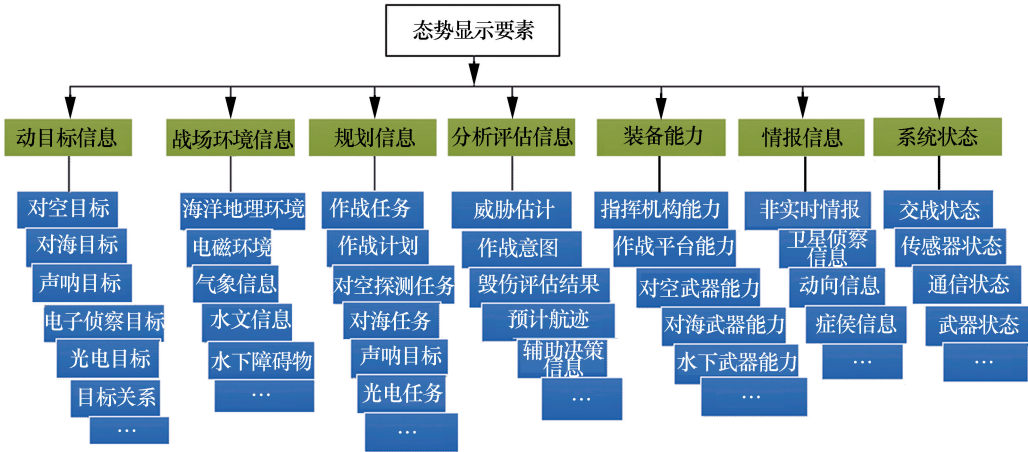 态势显示要素
动目标信息
对空目标
对海目标
声呐目标
电子侦察目标
光电目标
目标关系
…
战场环境信息
海洋地理环境
电磁环境
气象信息
水文信息
水下障碍物
…
规划信息
作战任务
作战计划
对空探测任务
对海任务
声呐目标
光电任务
…
分析评估信息
威胁估计
作战意图
毁伤评估结果
预计航迹
辅助决策
信息
…
装备能力
指挥机构能力
作战平台能力
对空武器能力
对海武器能力
水下武器能力
…
情报信息
非实时情报
卫星侦察
信息
动向信息
症侯信息
…
系统状态
交战状态
传感器状态
通信状态
武器状态
…